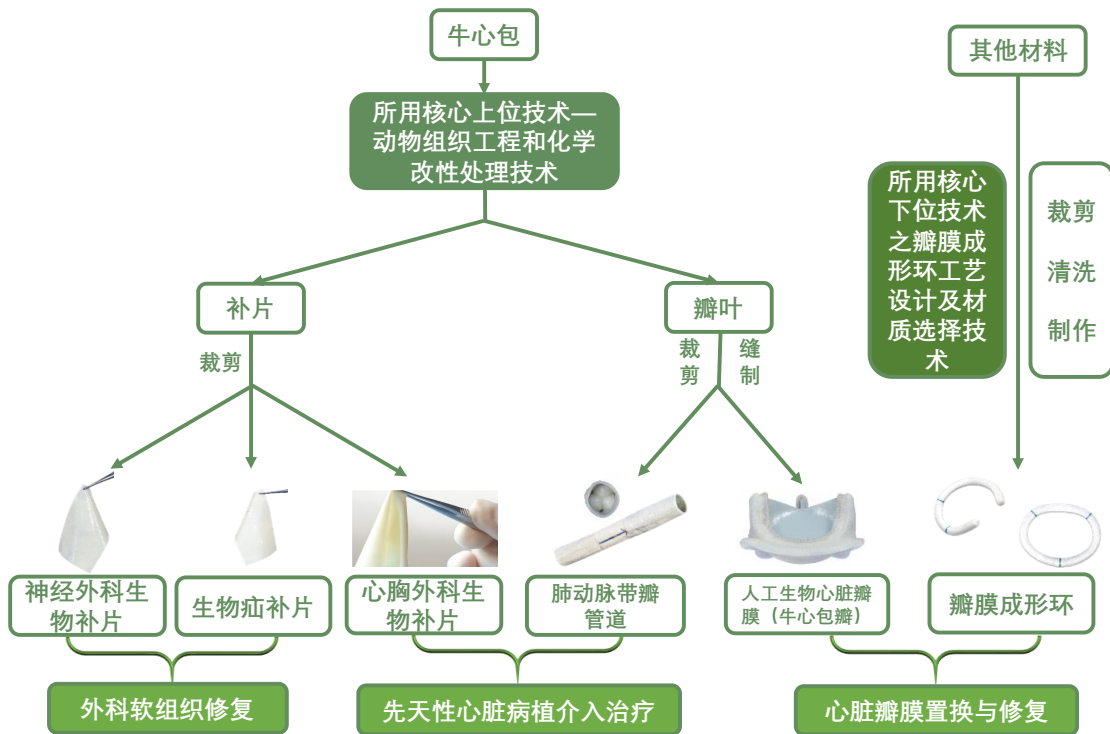 牛心包
其他材料
所用核心上位技术—
动物组织工程和化学
改性处理技术
所用核心
下位技术
之瓣膜成
形环工艺
设计及材
质选择技
术
裁剪
清洗
制作
补片
瓣叶
裁剪
裁
剪
缝
制
神经外科生
物补片
生物疝补片
心胸外科生
物补片
肺动脉带瓣
管道
人工生物心脏瓣
膜（牛心包瓣）
瓣膜成形环
外科软组织修复
先天性心脏病植介入治疗
心脏瓣膜置换与修复